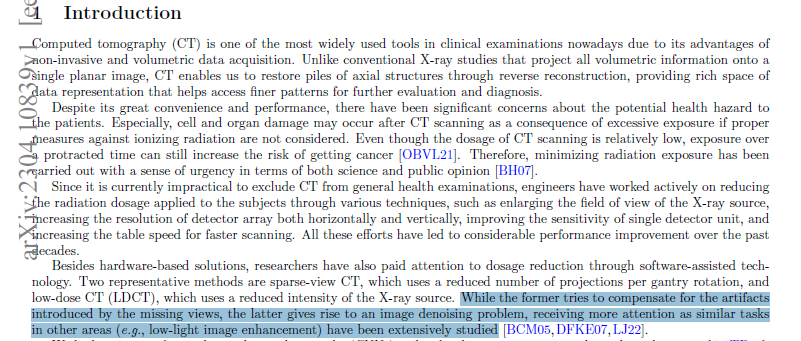 1 Introduction
Computed tomography (CT) is one of the most widely used tools in clinical examinations nowadays due to its advantages of
non-invasive and volumetric data acquisition. Unlike conventional X-ray studies that project all volumetric information onto a
single planar image, CT enables us to restore piles of axial structures through reverse reconstruction, providing rich space of
data representation that helps access finer patterns for further evaluation and diagnosis.
Despite its great convenience and performance, there have been significant concerns about the potential health hazard to
the patients. Especially, cell and organ damage may occur after CT scanning as a consequence of excessive exposure if proper
measures against ionizing radiation are not considered. Even though the dosage of CT scanning is relatively low, exposure over
a protracted time can still increase the risk of getting cancer [OBVL21]. Therefore, minimizing radiation exposure has been
carried out with a sense of urgency in terms of both science and public opinion [BH07].
Since it is currently impractical to exclude CT from general health examinations, engineers have worked actively on reducing
the radiation dosage applied to the subjects through various techniques, such as enlarging the field of view of the X-ray source,
increasing the resolution of detector array both horizontally and vertically, improving the sensitivity of single detector unit, and
increasing the table speed for faster scanning. All these efforts have led to considerable performance improvement over the past
decades.
Besides hardware-based solutions, researchers have also paid attention to dosage reduction through software-assisted tech-
nology. Two representative methods are sparse-view CT, which uses a reduced number of projections per gantry rotation, and
low-dose CT (LDCT), which uses a reduced intensity of the X-ray source. While the former tries to compensate for the artifacts
introduced by the missing views, the latter gives rise to an image denoising problem, receiving more attention as similar tasks
in other areas (e.g., low-light image enhancement) have been extensively studied [BCM05, DFKE07, LJ22].
arXiv:2304.10839v1 [ee